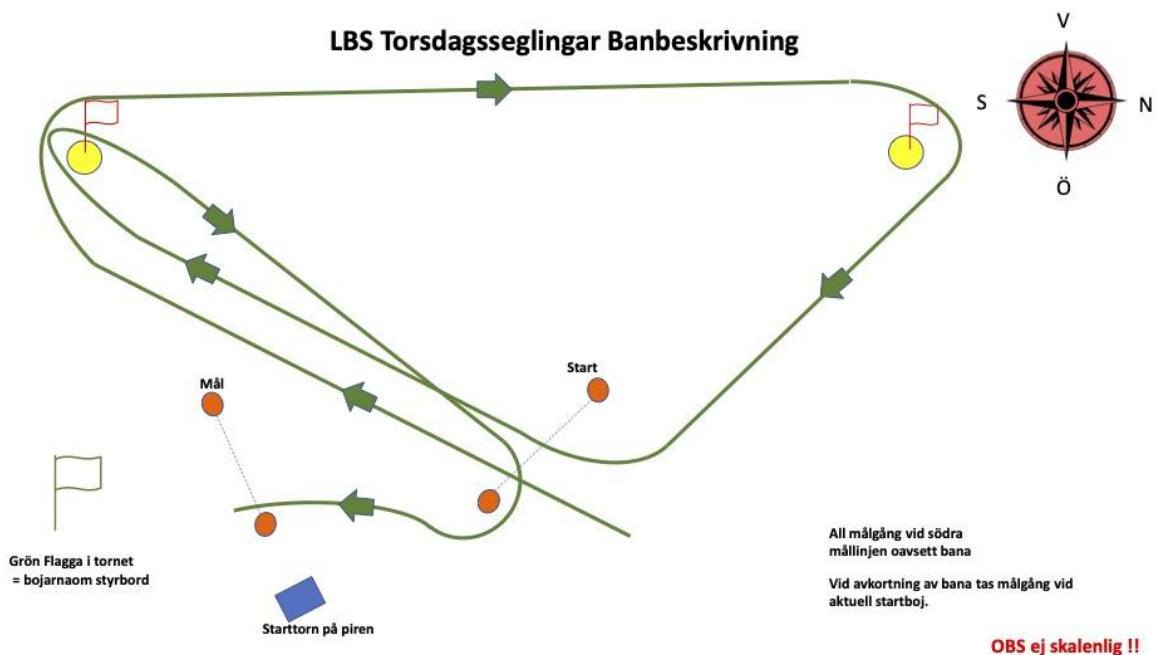 LBS Torsdagsseglingar Banbeskrivning
V
S
N
Ö
Start
Mål
Grön Flagga i tornet
= bojarnaom styrbord
Starttorn på piren
All målgång vid södra
mållinjen oavsett bana
Vid avkortning av bana tas målgång vid
aktuell startboj.
OBS ej skalenlig !!